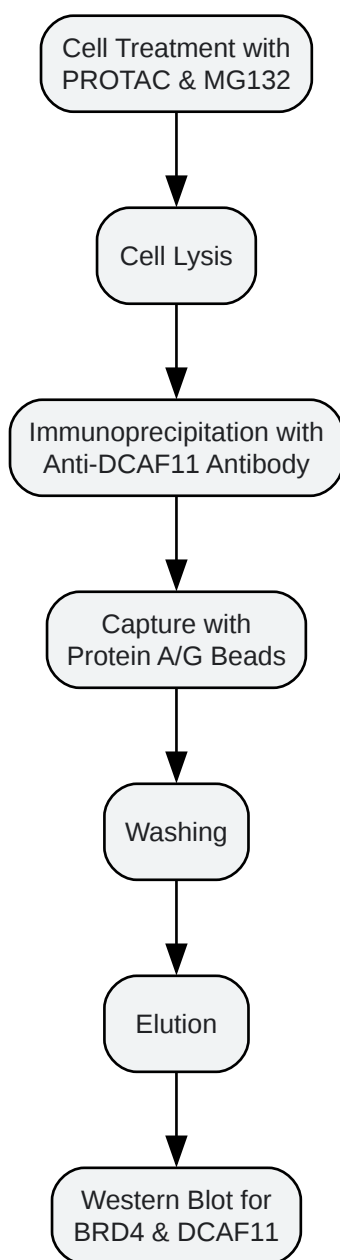 Cell Treatment with
PROTAC & MG132
Cell Lysis
Immunoprecipitation with
Anti-DCAF11 Antibody
Capture with
Protein A/G Beads
Washing
Elution
Western Blot for
BRD4 & DCAF11